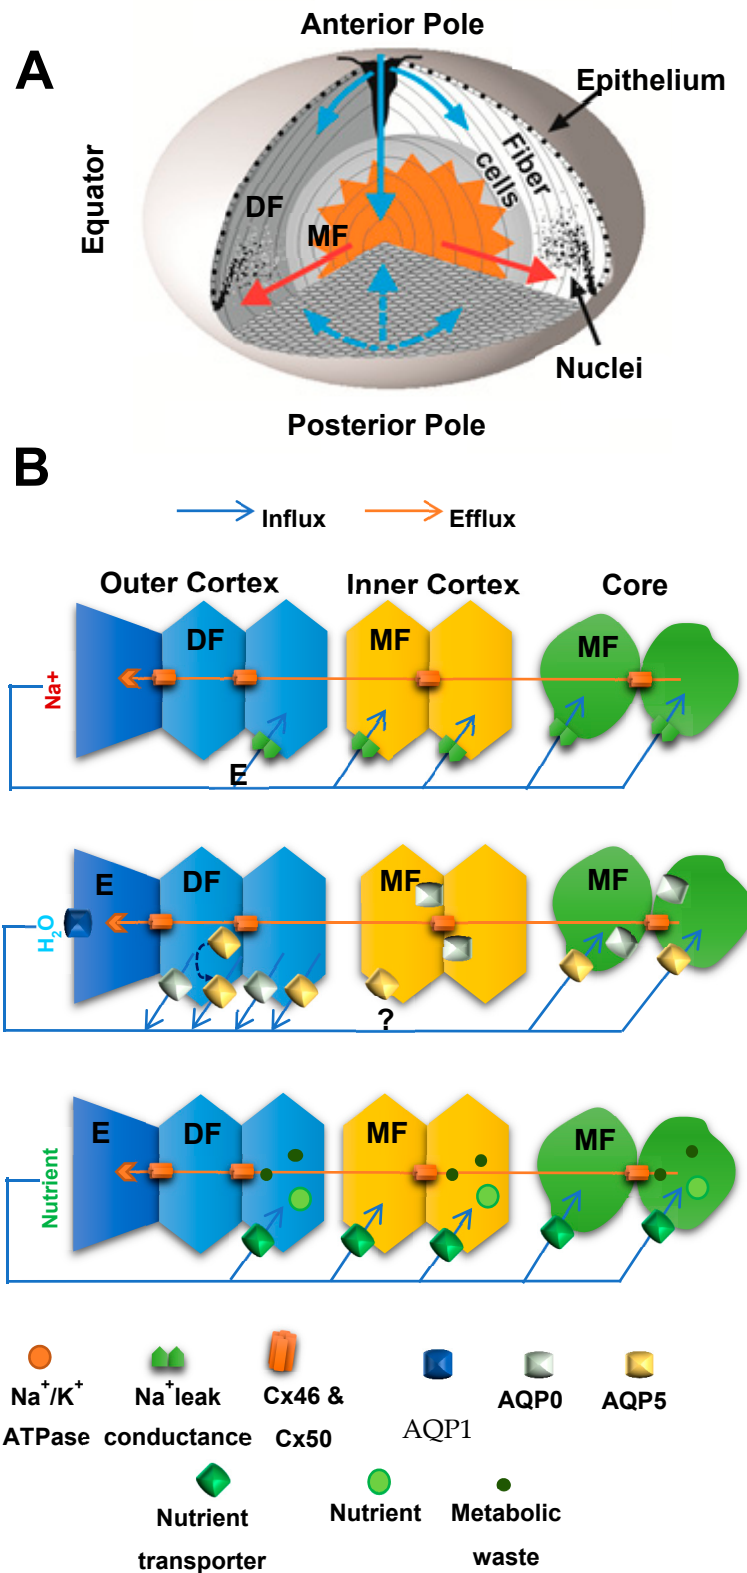 A
Anterior Pole
Epithelium
Equator
Fiber
cells
DF
MF
Nuclei
Posterior Pole
B
Influx
Efflux
Outer Cortex
Inner Cortex
Core
DF
MF
MF
Na+
E
E
DF
MF
MF
H2O
?
E
DF
MF
MF
Nutrient
Na+/K+
ATPase
Na+leak
conductance
Cx46 &
Cx50
AQP1
AQP0
AQP5
Nutrient
transporter
Nutrient
Metabolic
waste